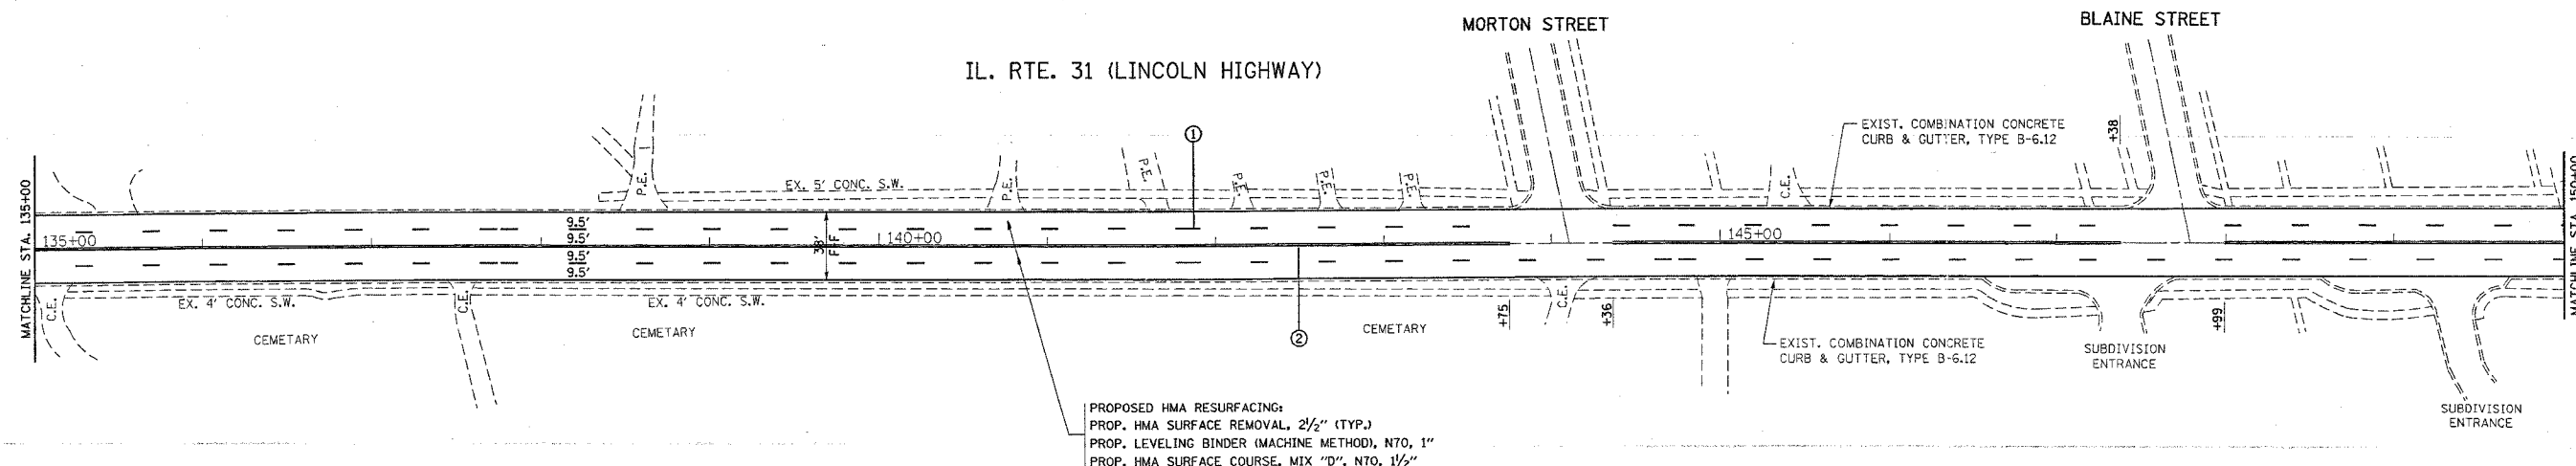 MORTON STREET
BLAINE STREET
IL. RTE. 31 (LINCOLN HIGHWAY)
1
EXIST. COMBINATION CONCRETE
CURB & GUTTER, TYPE B-6.12
+38
MATCHLINE STA. 135+00
P.E.
EX. 5' CONC. S.W.
P.E.
P.E.
P.E.
P.E.
P.E.
C.E.
MATCHLINE STA. 150+00
135+00
9.5'
9.5'
9.5'
9.5'
38'
F-F
140+00
145+00
C.E.
EX. 4' CONC. S.W.
C.E.
EX. 4' CONC. S.W.
C.E.
+75
+36
+99
CEMETARY
CEMETARY
CEMETARY
2
EXIST. COMBINATION CONCRETE
CURB & GUTTER, TYPE B-6.12
SUBDIVISION
ENTRANCE
SUBDIVISION
ENTRANCE
PROPOSED HMA RESURFACING:
PROP. HMA SURFACE REMOVAL, 2½" (TYP.)
PROP. LEVELING BINDER (MACHINE METHOD), N70, 1"
PROP. HMA SURFACE COURSE, MIX "D", N70, 1½"